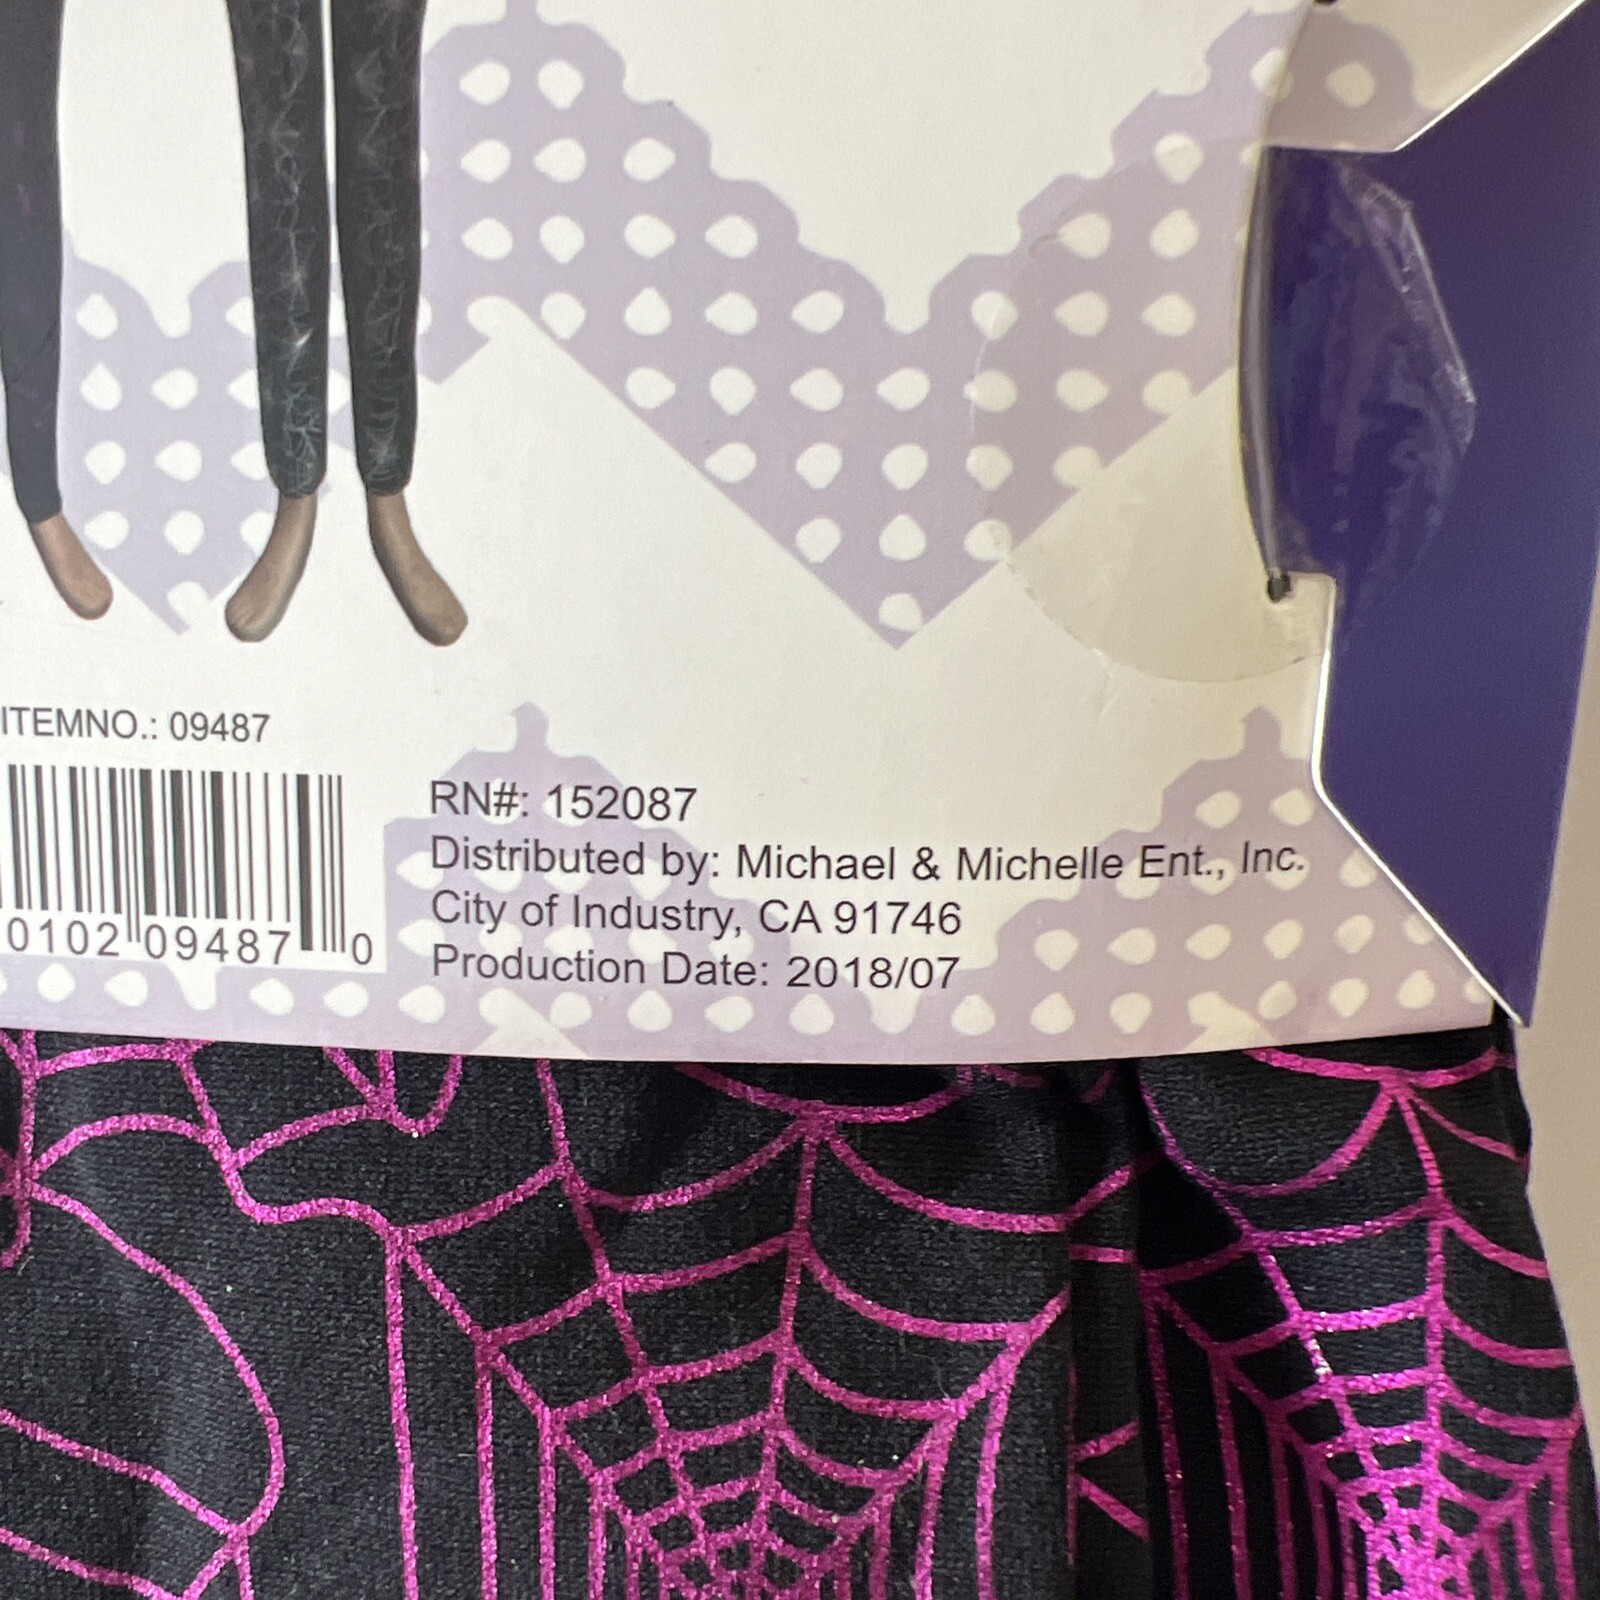 ITEMNO.: 09487
0102 09487 0
RN#: 152087
Distributed by: Michael & Michelle Ent., Inc.
City of Industry, CA 91746
Production Date: 2018/07